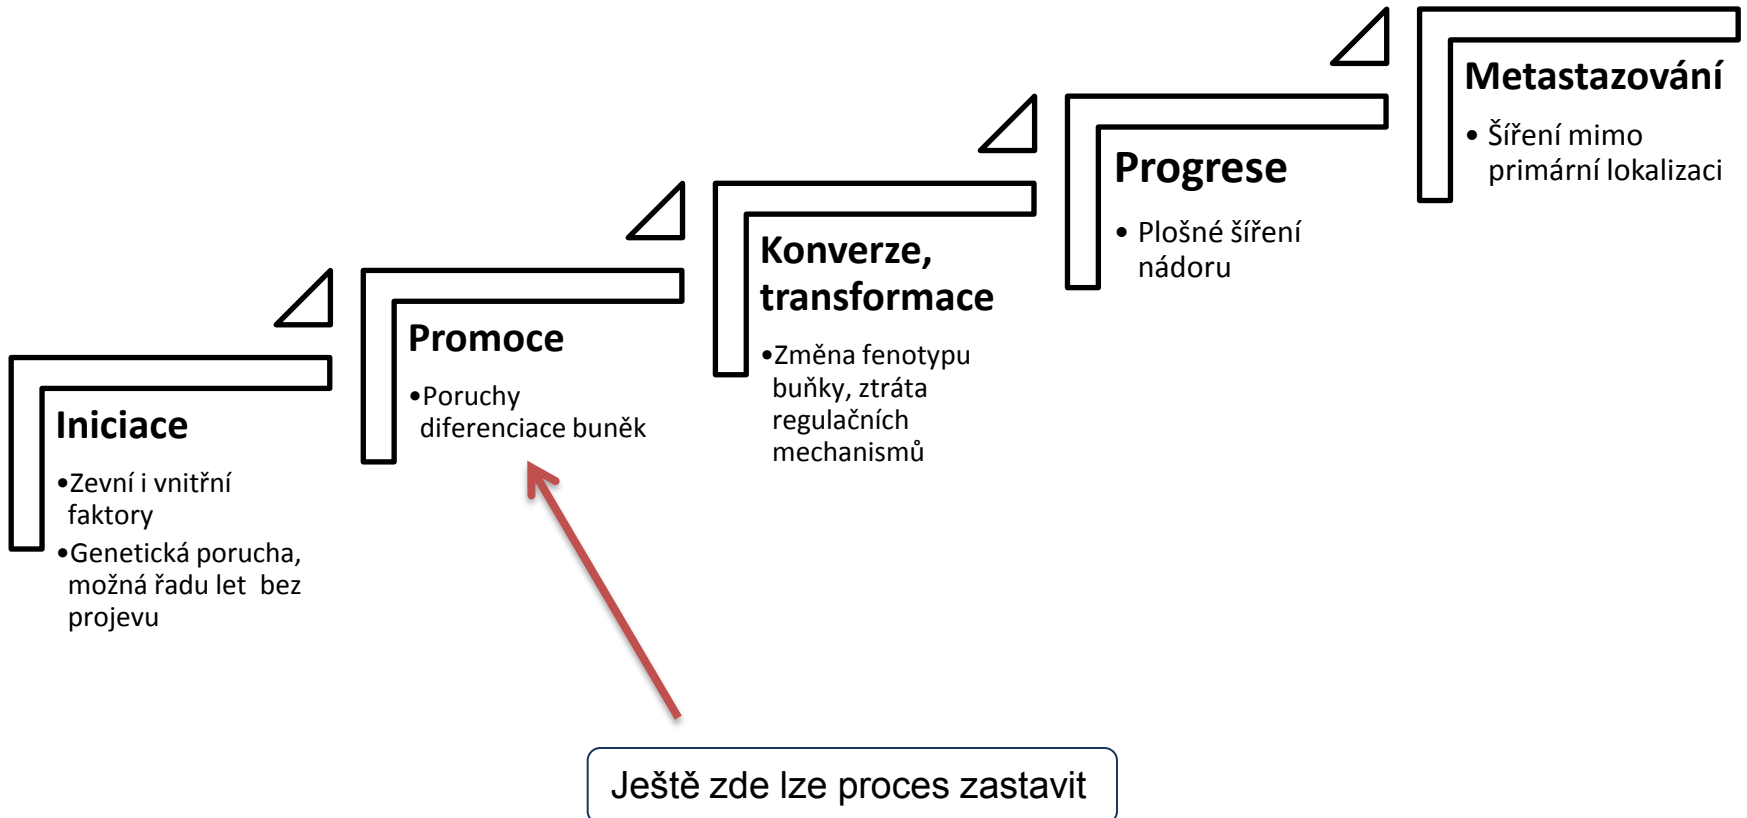 Iniciace
•Zevní i vnitřní
faktory
•Genetická porucha,
možná řadu let  bez
projevu
Promoce
•Poruchy
diferenciace buněk
Konverze,
transformace
•Změna fenotypu
buňky, ztráta
regulačních
mechanismů
Progrese
• Plošné šíření
nádoru
Metastazování
• Šíření mimo
primární lokalizaci
Ještě zde lze proces zastavit